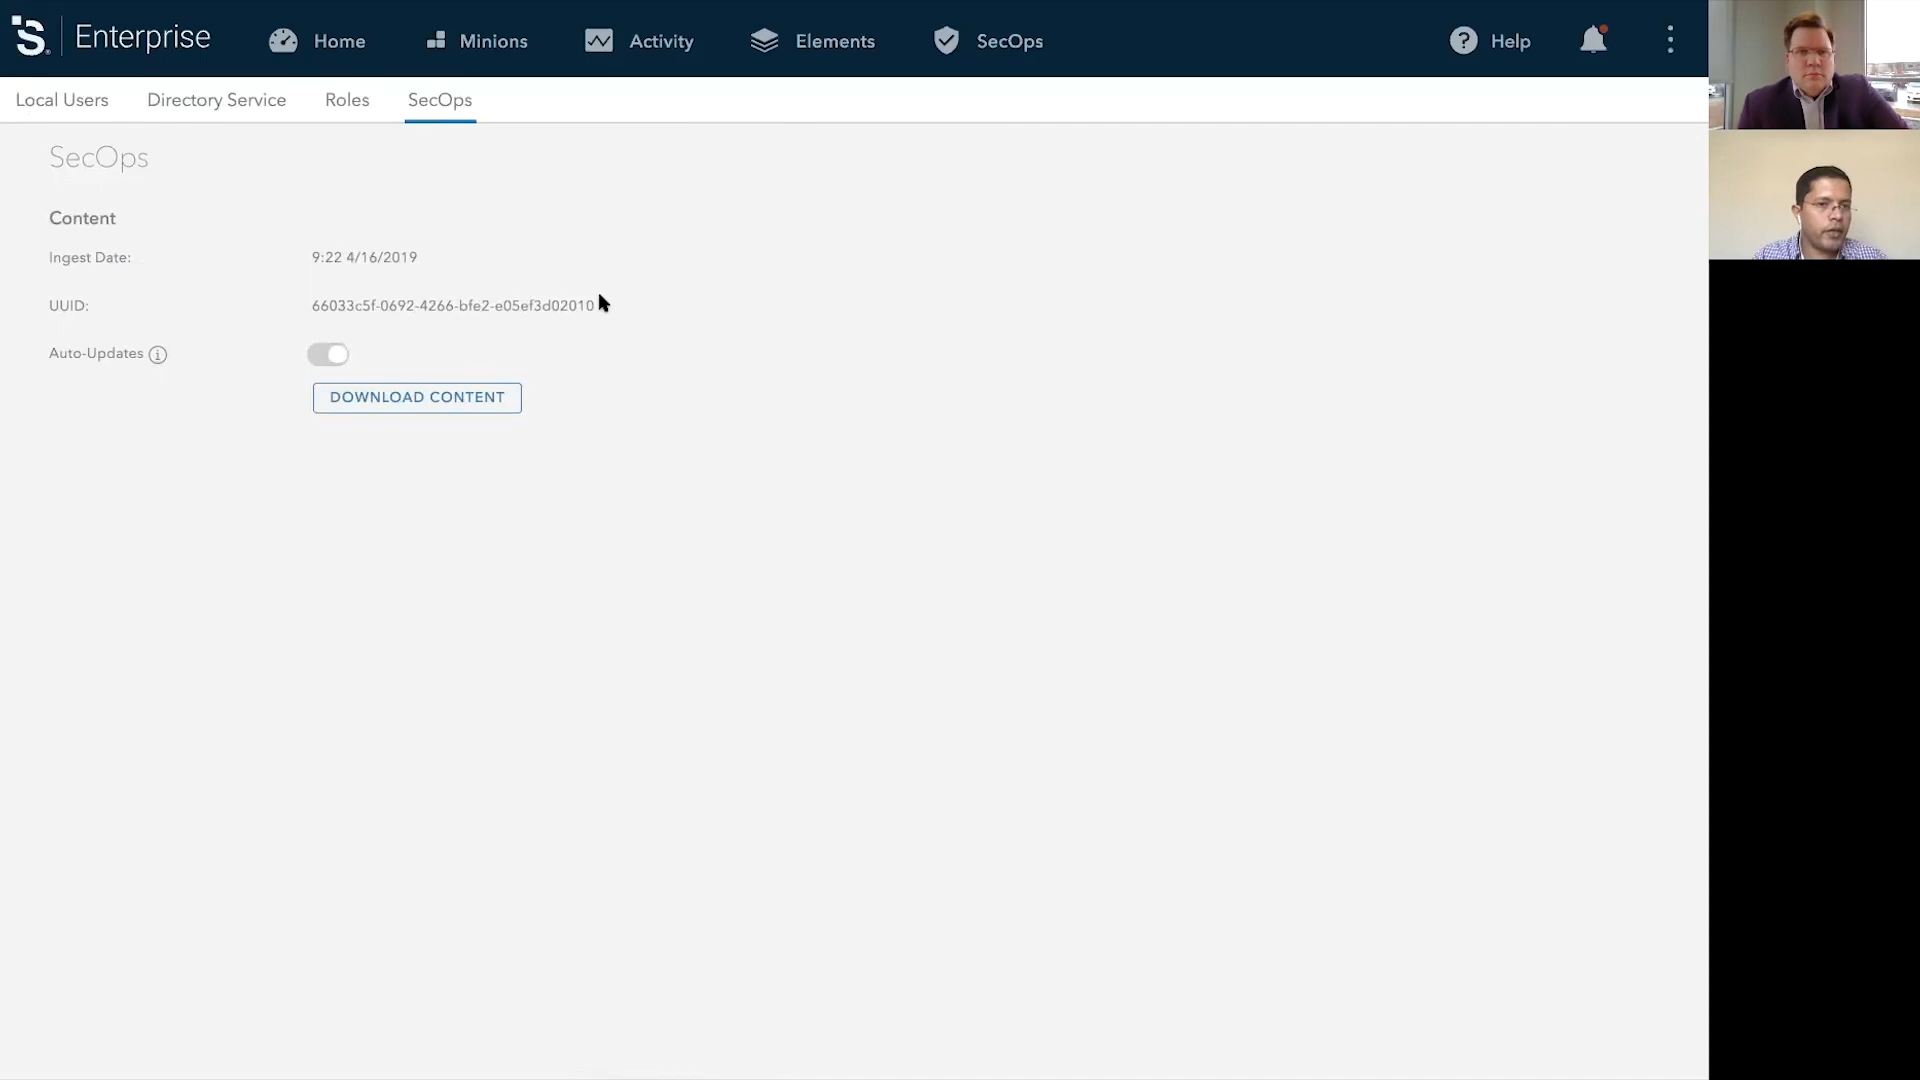 S. Enterprise Home Minions Activity Elements SecOps Help
Local Users Directory Service Roles SecOps
SecOps
Content
Ingest Date: 9:22 4/16/2019
UUID: 66033c5f-0692-4266-bfe2-e05ef3d02010
Auto-Updates
DOWNLOAD CONTENT